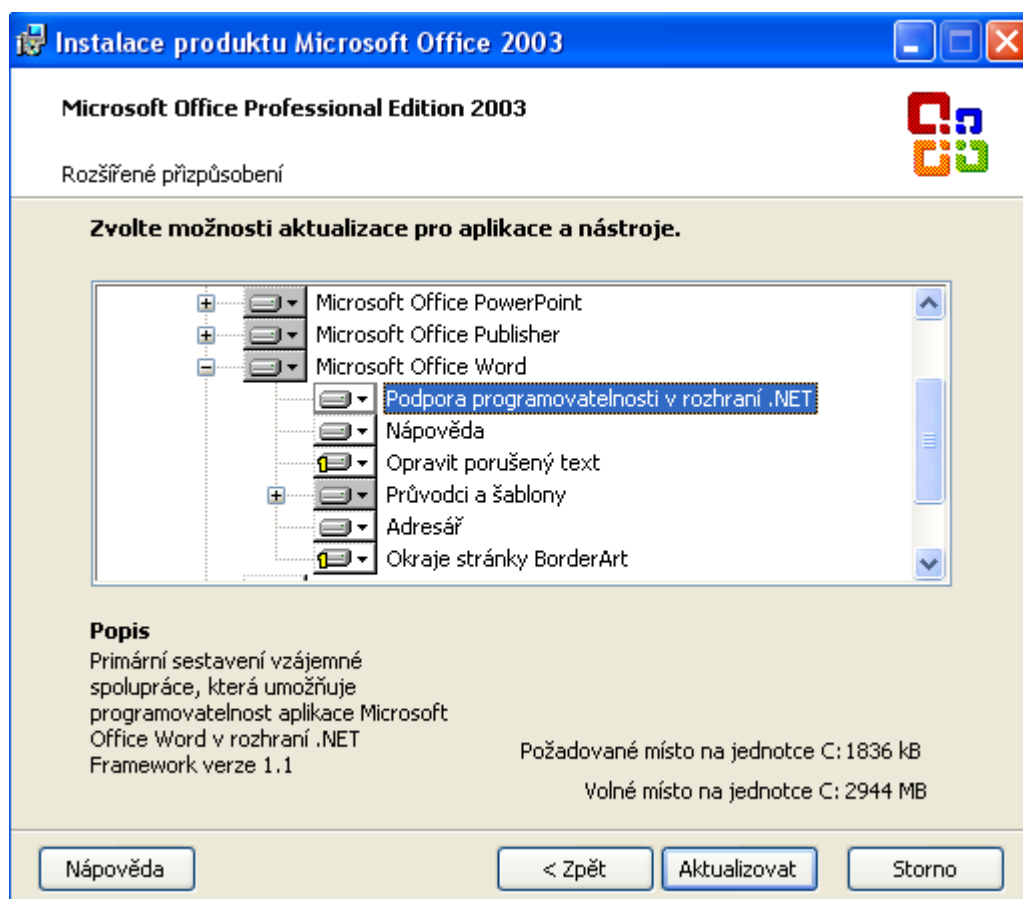 Instalace produktu Microsoft Office 2003
Microsoft Office Professional Edition 2003
Rozšířené přizpůsobení
Zvolte možnosti aktualizace pro aplikace a nástroje.
Microsoft Office PowerPoint
Microsoft Office Publisher
Microsoft Office Word
Podpora programovatelnosti v rozhraní .NET
Nápověda
Opravit porušený text
Průvodci a šablony
Adresář
Okraje stránky BorderArt
Popis
Primární sestavení vzájemné
spolupráce, která umožňuje
programovatelnost aplikace Microsoft
Office Word v rozhraní .NET
Framework verze 1.1
Požadované místo na jednotce C: 1836 kB
Volné místo na jednotce C: 2944 MB
Nápověda
< Zpět
Aktualizovat
Storno